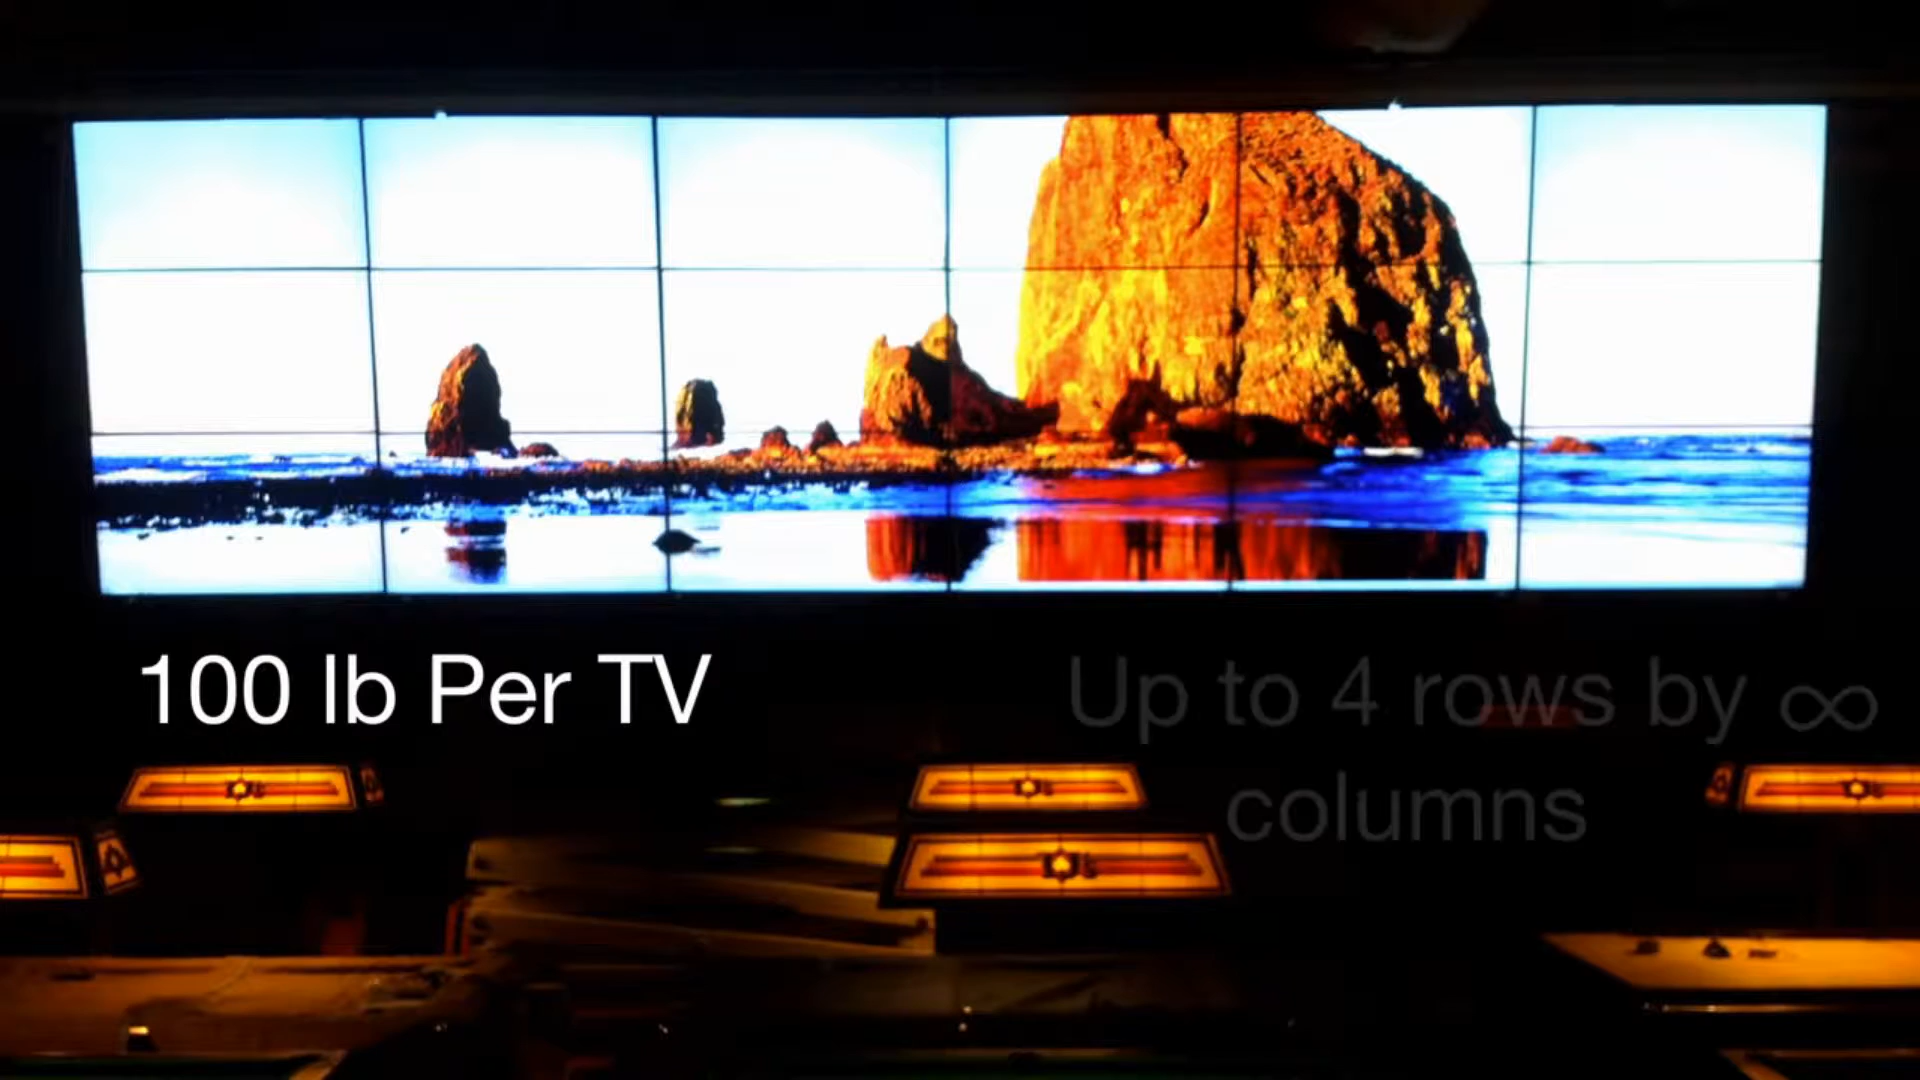 100 lb Per TV
Up to 4 rows by ∞
columns